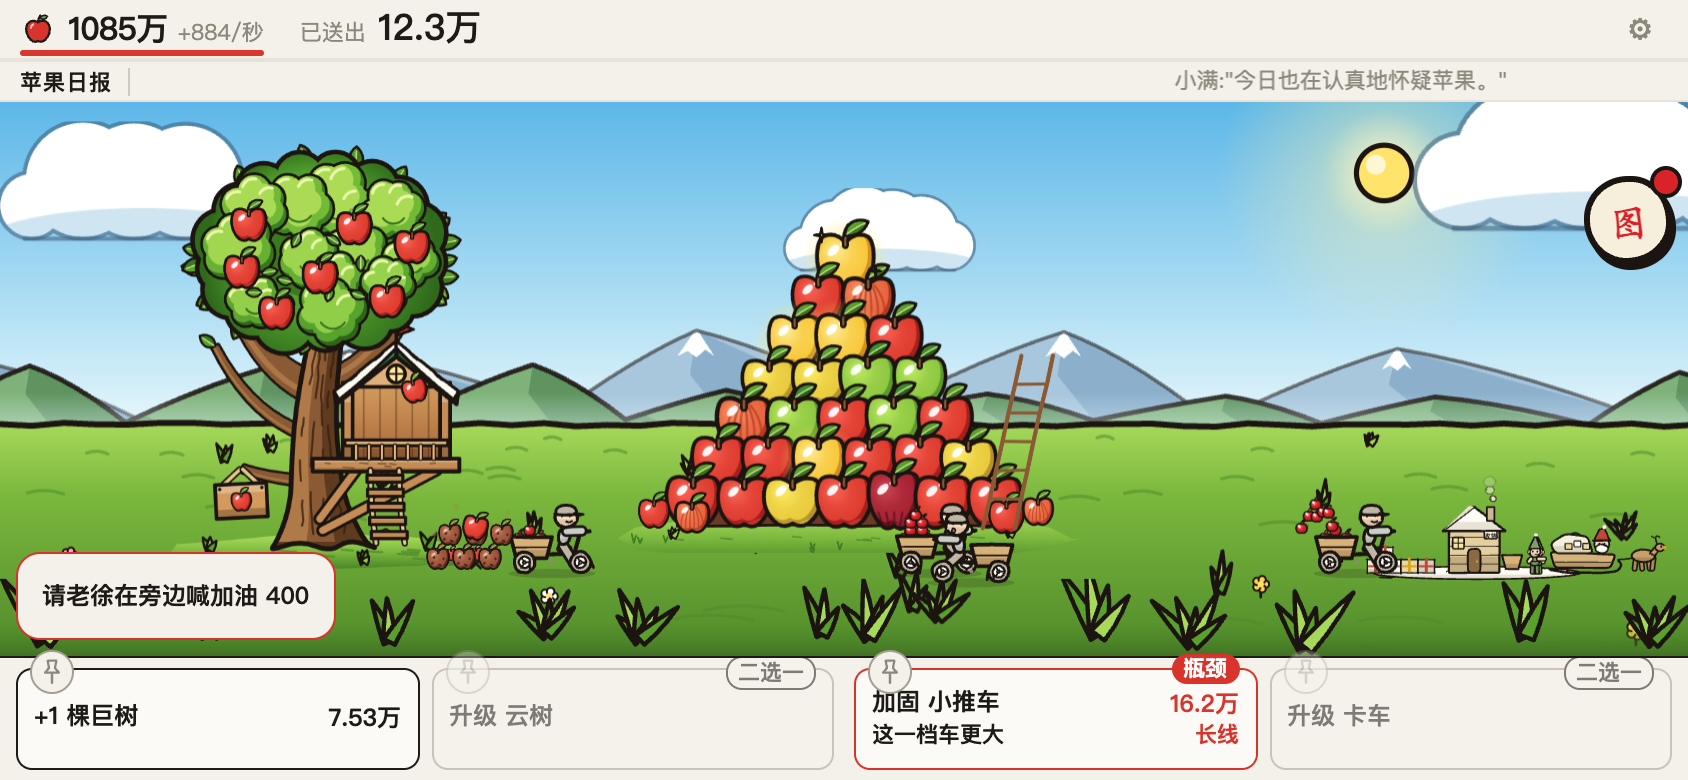 1085万 +884/秒 已送出 12.3万
苹果日报
小满:"今日也在认真地怀疑苹果。"
图
请老徐在旁边喊加油 400
+1 棵巨树 7.53万
二选一
升级 云树
瓶颈
加固 小推车 16.2万
这一档车更大 长线
二选一
升级 卡车